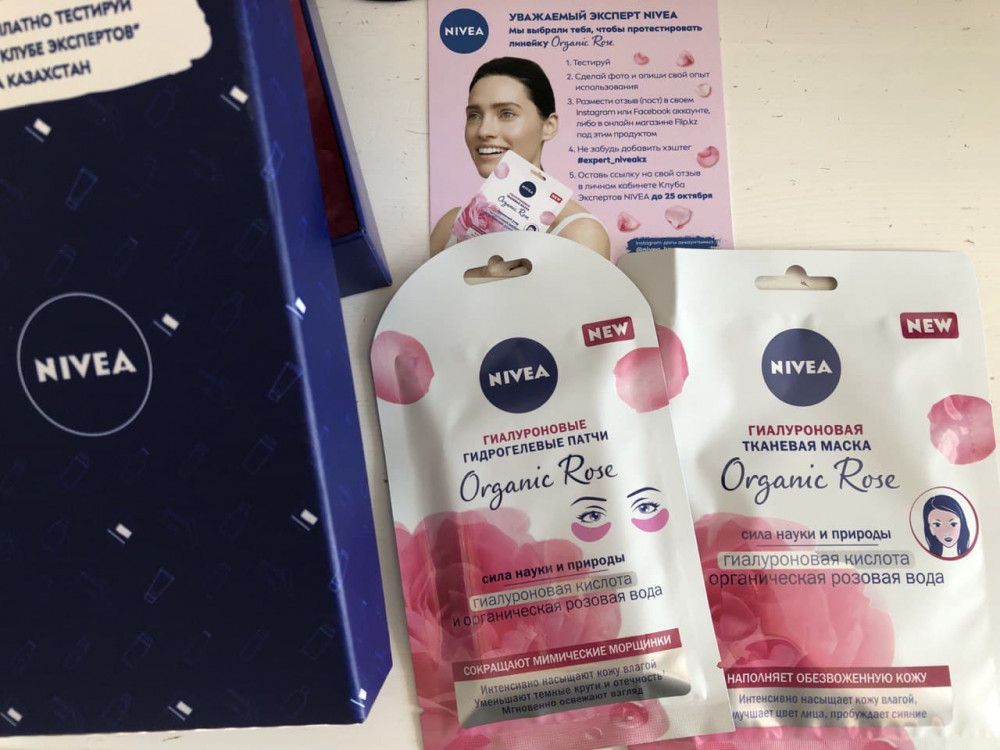 ПЛАТНО ТЕСТИРУЙ
КЛУБЕ ЭКСПЕРТОВ"
КАЗАХСТАН
NIVEA
NIVEA
УВАЖАЕМЫЙ ЭКСПЕРТ NIVEA
Мы выбрали тебя, чтобы протестировать
линейку Organic Rose
1. Тестируй
2. Сделай фото и опиши свой опыт
использования
3. Размести отзыв (пост) в своем
Instagram или Facebook аккаунте,
либо в онлайн магазине Flip.kz
под этим продуктом
4. Не забудь добавить хэштег
#expert_niveakz
5. Оставь ссылку на свой отзыв
в личном кабинете Клуба
Экспертов NIVEA до 25 октября
NIVEA
NEW
Organic Rose
NEW
NIVEA
ГИАЛУРОНОВЫЕ
ГИДРОГЕЛЕВЫЕ ПАТЧИ
Organic Rose
сила науки и природы
гиалуроновая кислота
и органическая розовая вода
СОКРАЩАЮТ МИМИЧЕСКИЕ МОРЩИНКИ
Интенсивно насыщают кожу влагой
Уменьшают темные круги и отечность
Мгновенно освежают взгляд
NEW
NIVEA
ГИАЛУРОНОВАЯ
ТКАНЕВАЯ МАСКА
Organic Rose
сила науки и природы
гиалуроновая кислота
органическая розовая вода
НАПОЛНЯЕТ ОБЕЗВОЖЕННУЮ КОЖУ
Интенсивно насыщает кожу влагой,
улучшает цвет лица, пробуждает сияние